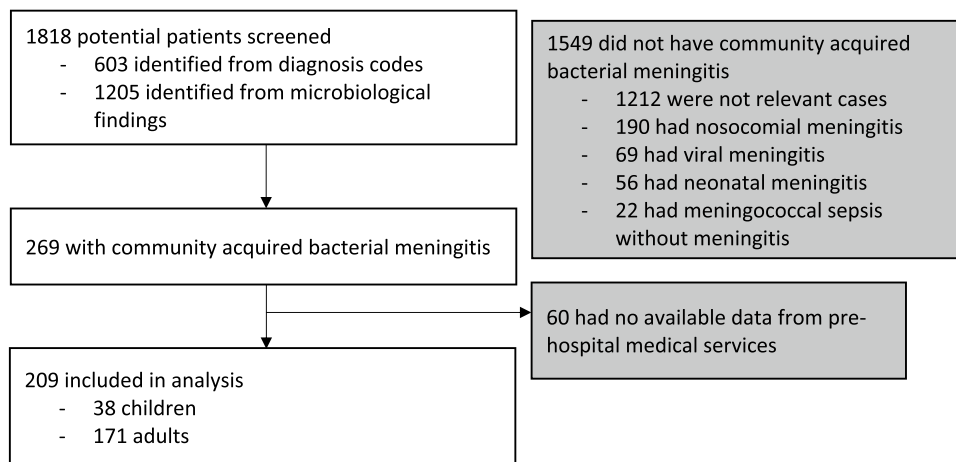 1818 potential patients screened
- 603 identified from diagnosis codes
- 1205 identified from microbiological
findings
1549 did not have community acquired
bacterial meningitis
- 1212 were not relevant cases
- 190 had nosocomial meningitis
- 69 had viral meningitis
- 56 had neonatal meningitis
- 22 had meningococcal sepsis
without meningitis
269 with community acquired bacterial meningitis
60 had no available data from pre-
hospital medical services
209 included in analysis
- 38 children
- 171 adults